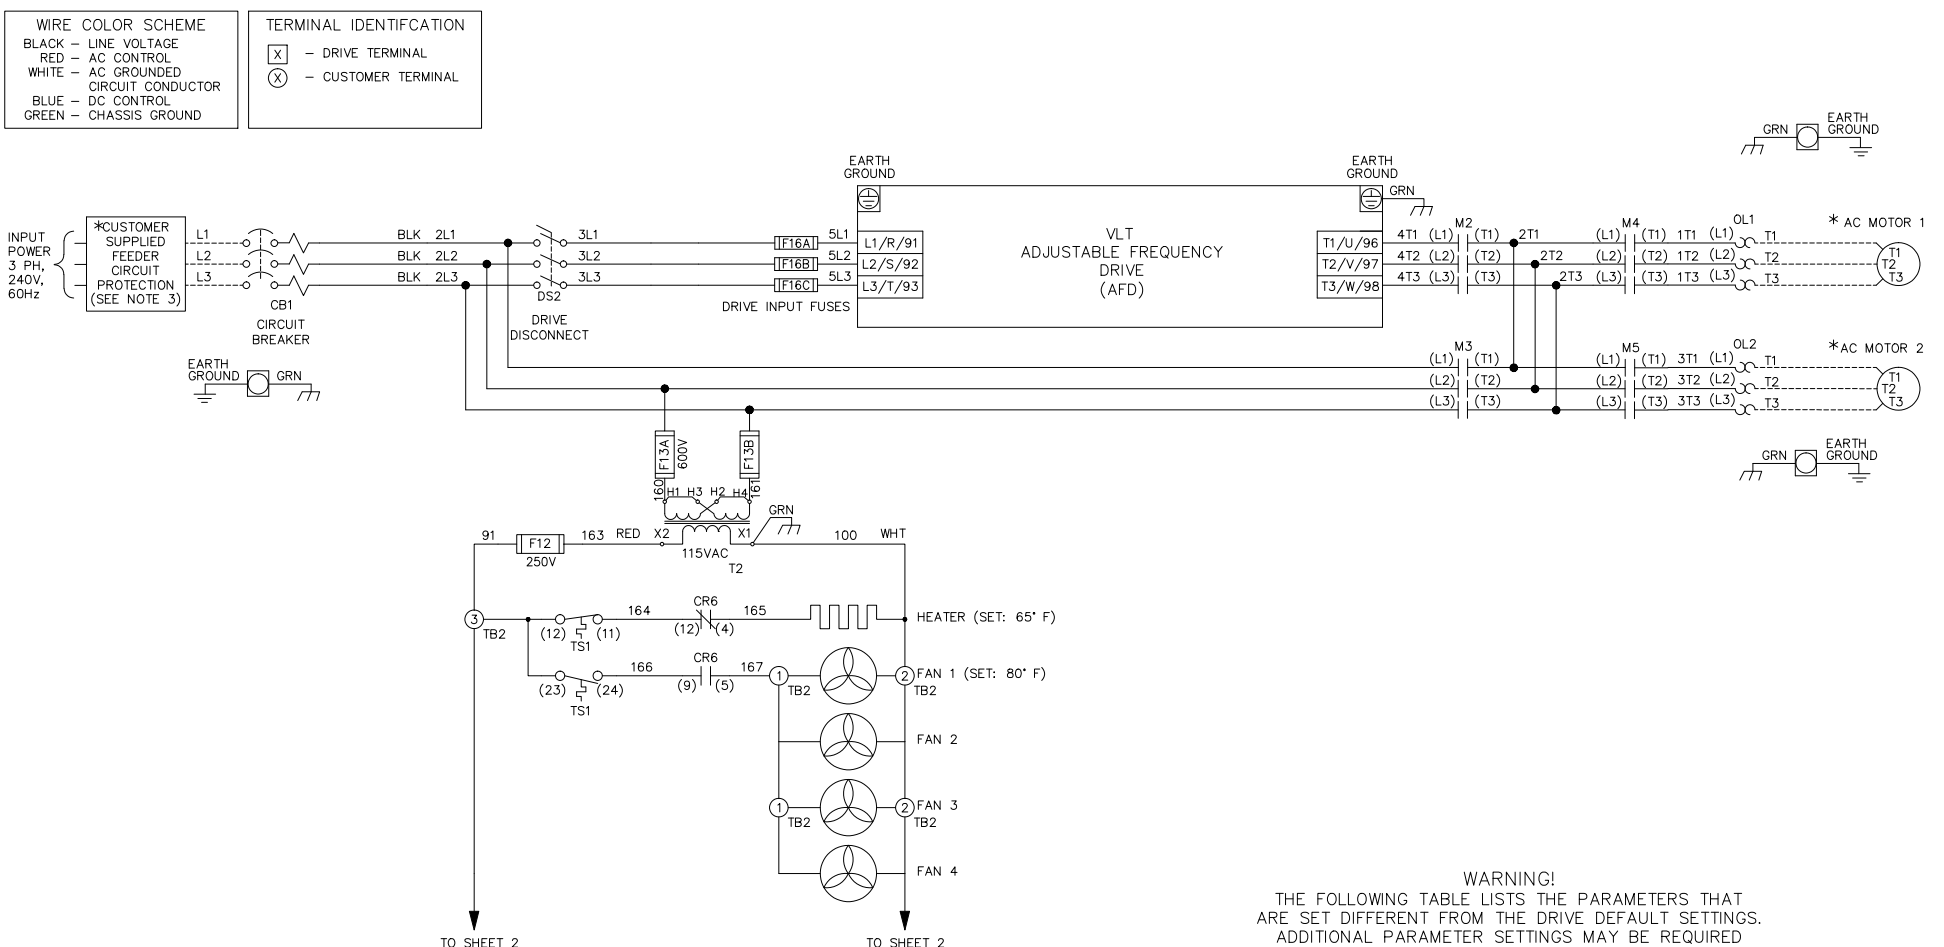 WIRE COLOR SCHEME
BLACK – LINE VOLTAGE
RED – AC CONTROL
WHITE – AC GROUNDED
CIRCUIT CONDUCTOR
BLUE – DC CONTROL
GREEN – CHASSIS GROUND
TERMINAL IDENTIFCATION
X – DRIVE TERMINAL
X – CUSTOMER TERMINAL
GRN
EARTH
GROUND
INPUT
POWER
3 PH,
240V,
60Hz
*CUSTOMER
SUPPLIED
FEEDER
CIRCUIT
PROTECTION
(SEE NOTE 3)
L1
L2
L3
CB1
CIRCUIT
BREAKER
BLK 2L1
BLK 2L2
BLK 2L3
DS2
DRIVE
DISCONNECT
3L1
3L2
3L3
F16A
F16B
F16C
DRIVE INPUT FUSES
5L1
5L2
5L3
EARTH
GROUND
L1/R/91
L2/S/92
L3/T/93
VLT
ADJUSTABLE FREQUENCY
DRIVE
(AFD)
EARTH
GROUND
GRN
T1/U/96
T2/V/97
T3/W/98
M2
4T1 (L1) (T1) 2T1
4T2 (L2) (T2) 2T2
4T3 (L3) (T3) 2T3
M4
(L1) (T1) 1T1 (L1)
(L2) (T2) 1T2 (L2)
(L3) (T3) 1T3 (L3)
OL1
T1
T2
T3
* AC MOTOR 1
T1
T2
T3
EARTH
GROUND
GRN
M3
(L1) (T1)
(L2) (T2)
(L3) (T3)
M5
(L1) (T1) 3T1 (L1)
(L2) (T2) 3T2 (L2)
(L3) (T3) 3T3 (L3)
OL2
T1
T2
T3
*AC MOTOR 2
T1
T2
T3
GRN
EARTH
GROUND
F13A
600V
F13B
160
H1 H3 H2 H4
161
GRN
91
F12
250V
163 RED X2
X1
100 WHT
115VAC
T2
3
TB2
(12) (11)
TS1
164
CR6
(12) (4)
165
HEATER (SET: 65° F)
(23) (24)
TS1
166
CR6
(9) (5)
167
1
TB2
2
TB2
FAN 1 (SET: 80° F)
FAN 2
1
TB2
2
TB2
FAN 3
FAN 4
TO SHEET 2
TO SHEET 2
WARNING!
THE FOLLOWING TABLE LISTS THE PARAMETERS THAT
ARE SET DIFFERENT FROM THE DRIVE DEFAULT SETTINGS.
ADDITIONAL PARAMETER SETTINGS MAY BE REQUIRED